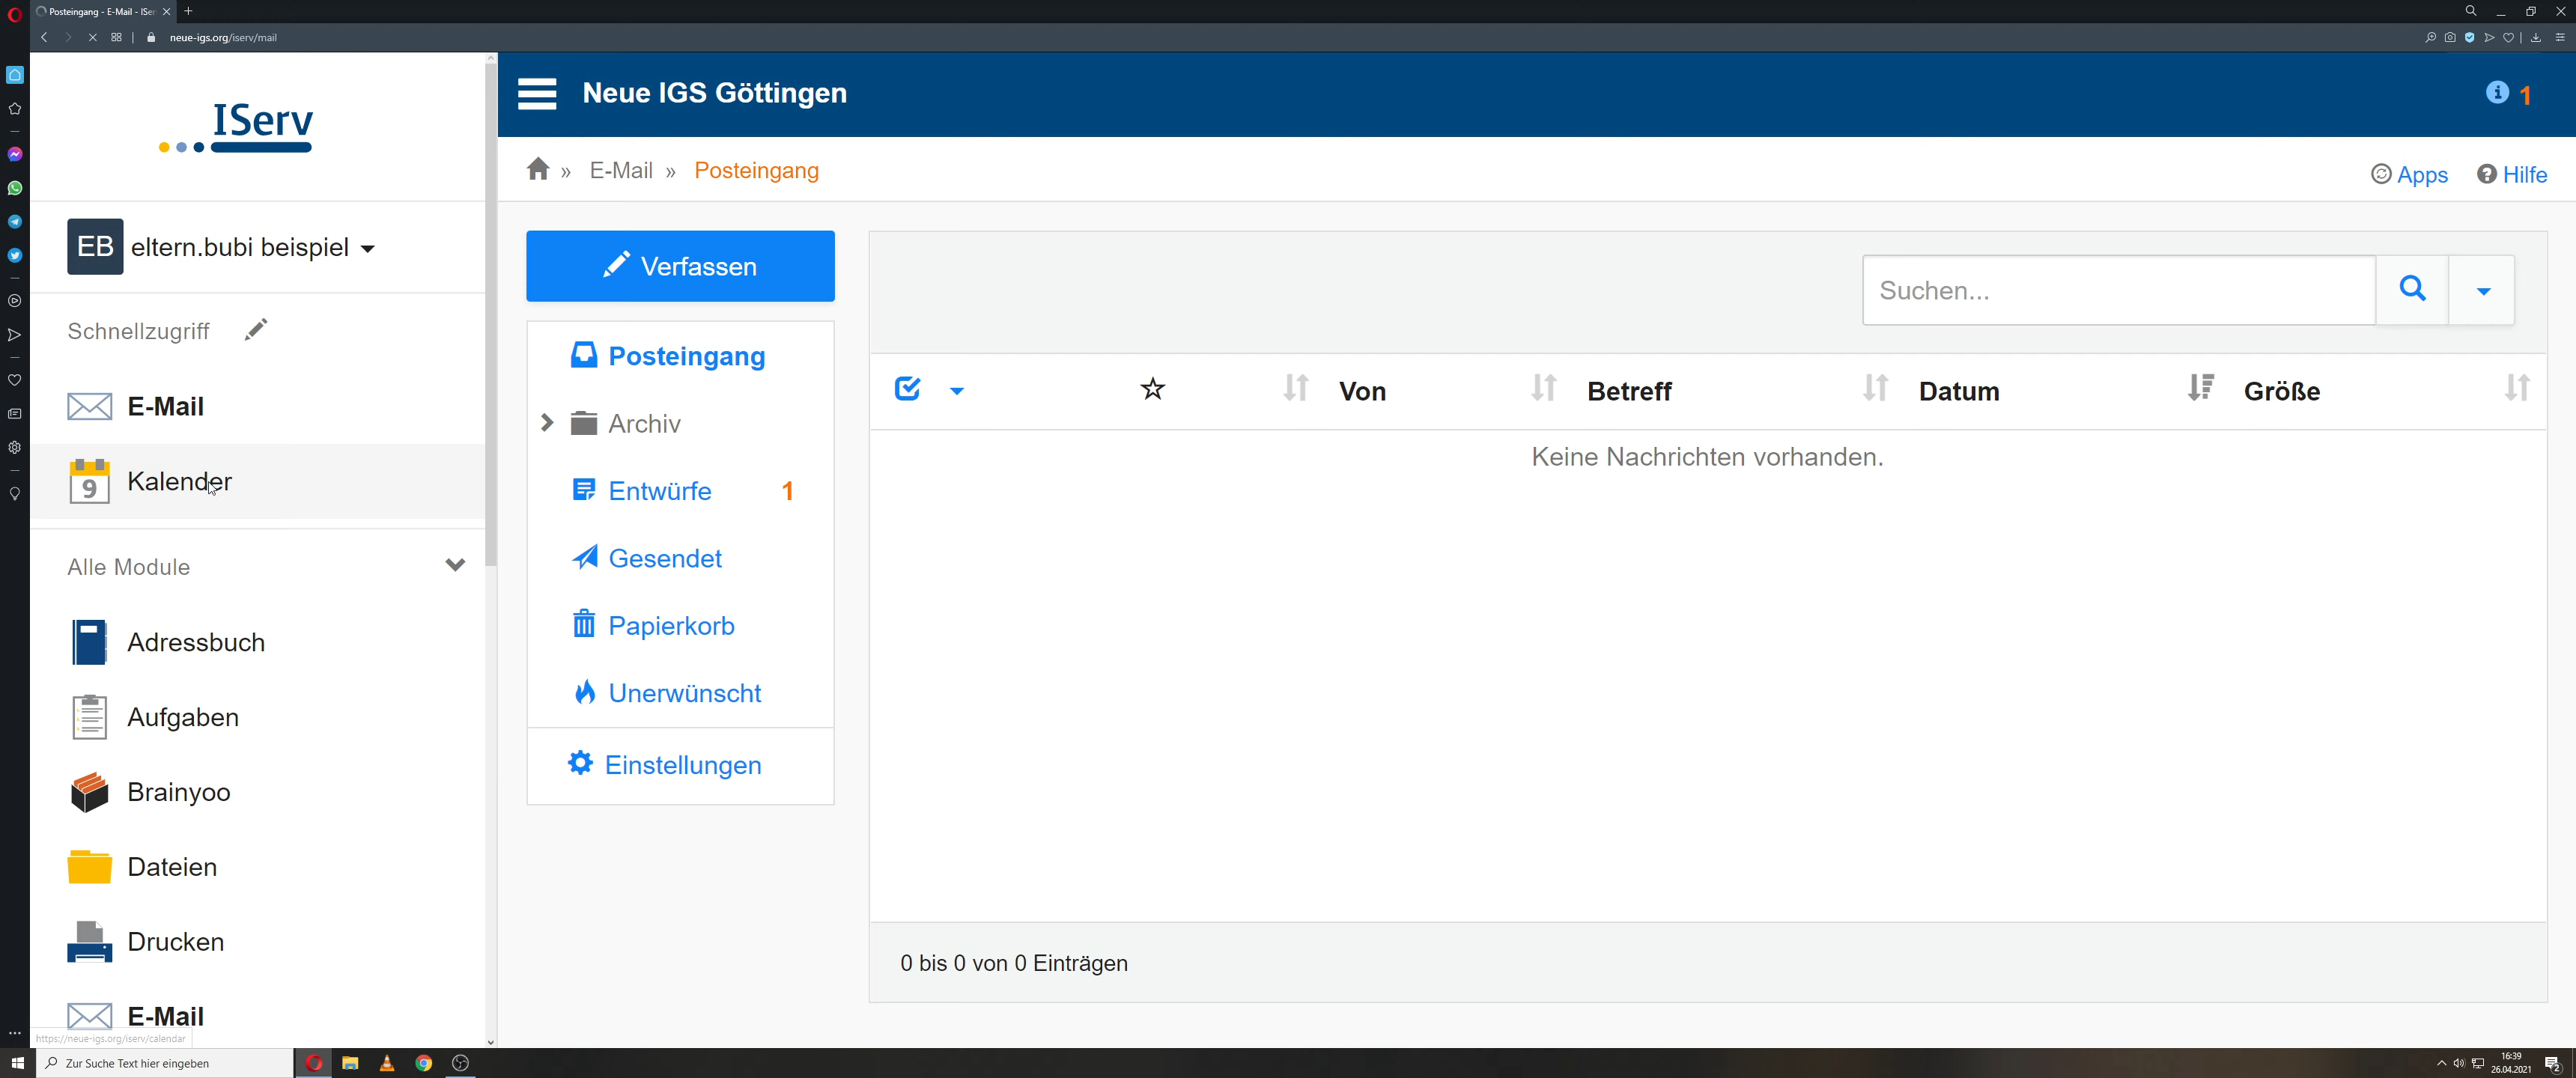 Posteingang - E-Mail - ISer
neue-igs.org/iserv/mail
IServ
Neue IGS Göttingen
1
» E-Mail » Posteingang
Apps
Hilfe
EB eltern.bubi beispiel
Schnellzugriff
E-Mail
9 Kalender
Alle Module
Adressbuch
Aufgaben
Brainyoo
Dateien
Drucken
E-Mail
https://neue-igs.org/iserv/calendar
Verfassen
Posteingang
Archiv
Entwürfe 1
Gesendet
Papierkorb
Unerwünscht
Einstellungen
Suchen...
Von Betreff Datum Größe
Keine Nachrichten vorhanden.
0 bis 0 von 0 Einträgen
Zur Suche Text hier eingeben
16:39
26.04.2021
2